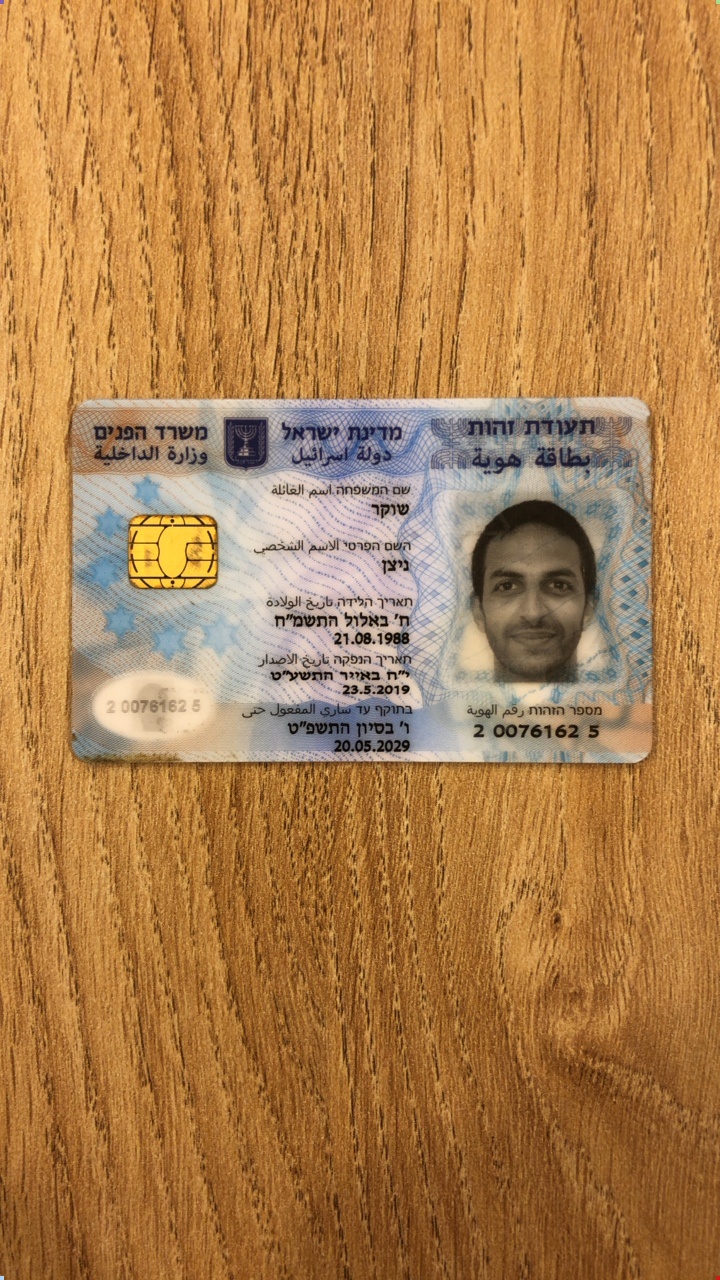 תעודת זהות
بطاقة هوية
מדינת ישראל
دولة اسرائيل
משרד הפנים
وزارة الداخلية
שם המשפחה اسم العائلة
שוקר
השם הפרטי الاسم الشخصي
ניצן
תאריך הלידה تاريخ الولادة
ח' באלול התשמ"ח
21.08.1988
תאריך הנפקה تاريخ الاصدار
י"ח באייר התשע"ט
23.5.2019
בתוקף עד ساري المفعول حتى
ו' בסיון התשפ"ט
20.05.2029
מספר הזהות رقم الهوية
2 0076162 5
2 0076162 5